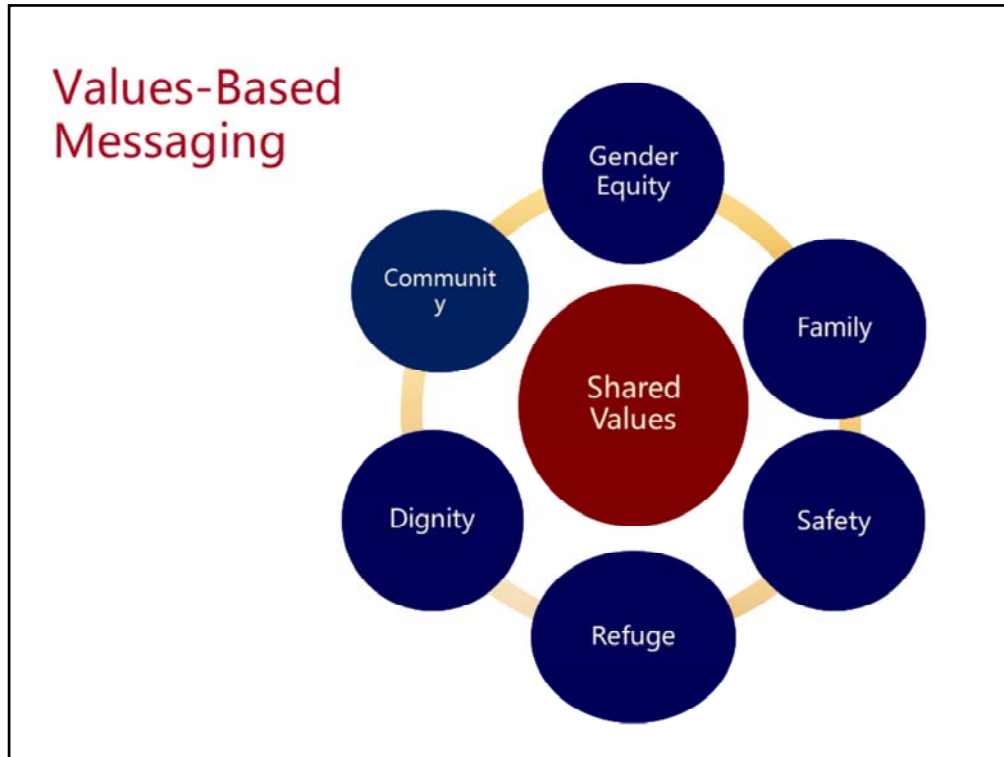 Values-Based
Messaging
Gender
Equity
Communit
y
Family
Shared
Values
Dignity
Safety
Refuge